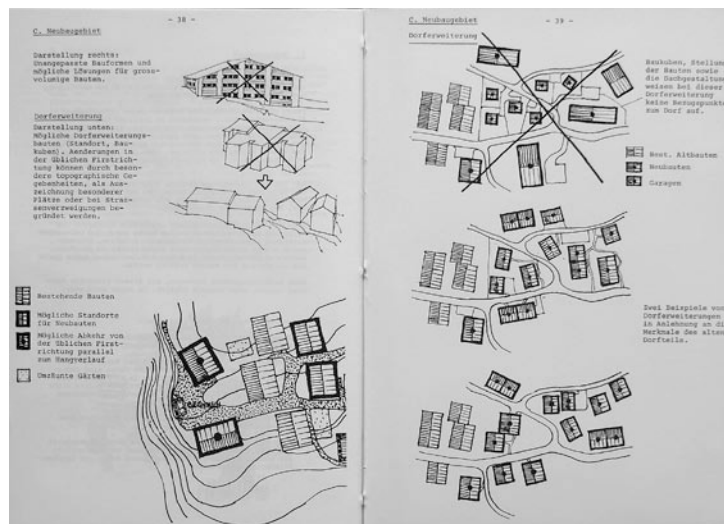 - 38 -
C. Neubaugebiet
Darstellung rechts:
Unangepasste Bauformen und
mögliche Lösungen für gross-
volumige Bauten.
Dorferweiterung
Darstellung unten:
Mögliche Dorferweiterungs-
bauten (Standort, Bau-
kuben). Aenderungen in
der üblichen Firstrich-
tung können durch beson-
dere topographische Ge-
gebenheiten, als Aus-
zeichnung besonderer
Plätze oder bei Stras-
senverzweigungen be-
gründet werden.
Bestehende Bauten
Mögliche Standorte
für Neubauten
Mögliche Abkehr von
der üblichen First-
richtung parallel
zum Hangverlauf
Umzäunte Gärten
C. Neubaugebiet
- 39 -
Dorferweiterung
Baukuben, Stellung
der Bauten sowie
die Dachgestaltung
weisen bei dieser
Dorferweiterung
keine Bezugspunkte
zum Dorf auf.
Best. Altbauten
Neubauten
Garagen
Zwei Beispiele von
Dorferweiterungen
in Anlehnung an die
Merkmale des alten
Dorfteils.